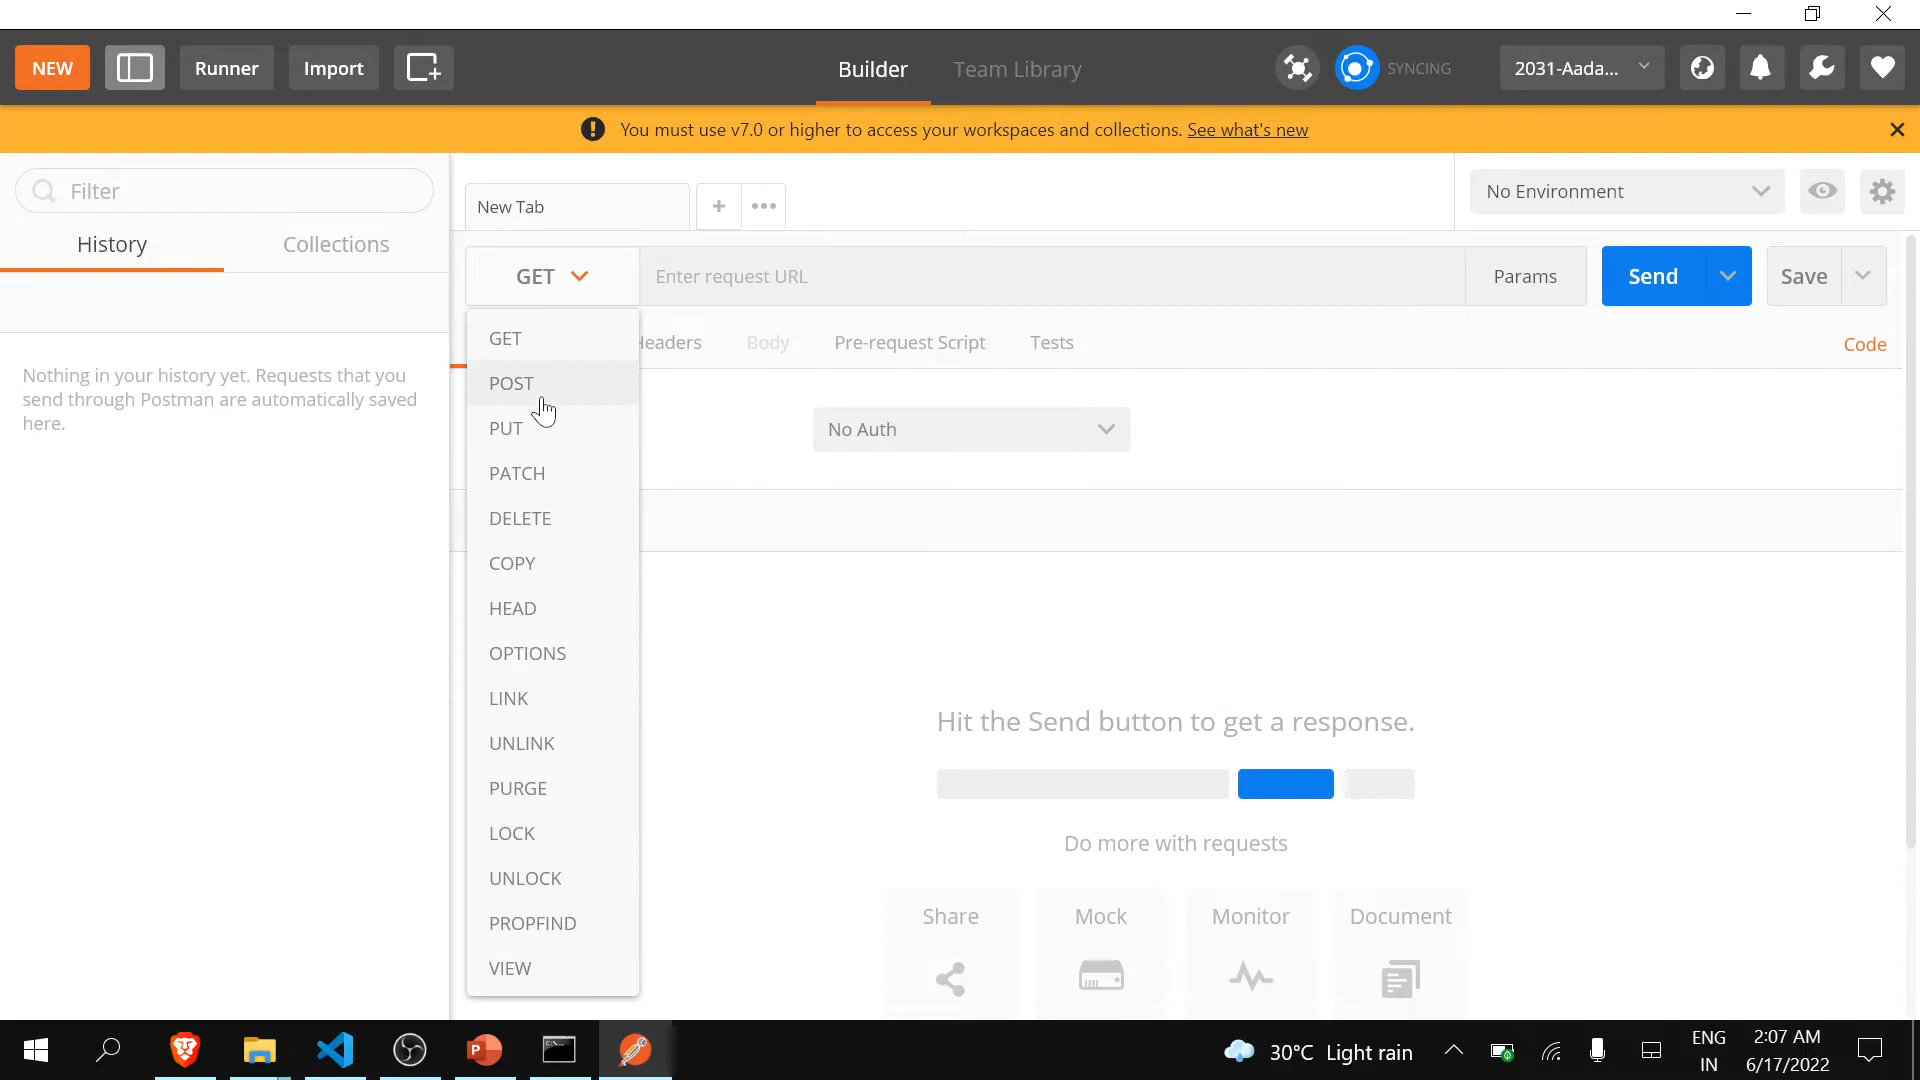 NEW
Runner
Import
Builder
Team Library
SYNCING
2031-Aada...
You must use v7.0 or higher to access your workspaces and collections. See what's new
Filter
History
Collections
Nothing in your history yet. Requests that you
send through Postman are automatically saved
here.
New Tab
No Environment
GET
Enter request URL
Params
Send
Save
Headers
Body
Pre-request Script
Tests
Code
GET
POST
PUT
PATCH
DELETE
COPY
HEAD
OPTIONS
LINK
UNLINK
PURGE
LOCK
UNLOCK
PROPFIND
VIEW
No Auth
Hit the Send button to get a response.
Do more with requests
Share
Mock
Monitor
Document
30°C Light rain
ENG
IN
2:07 AM
6/17/2022